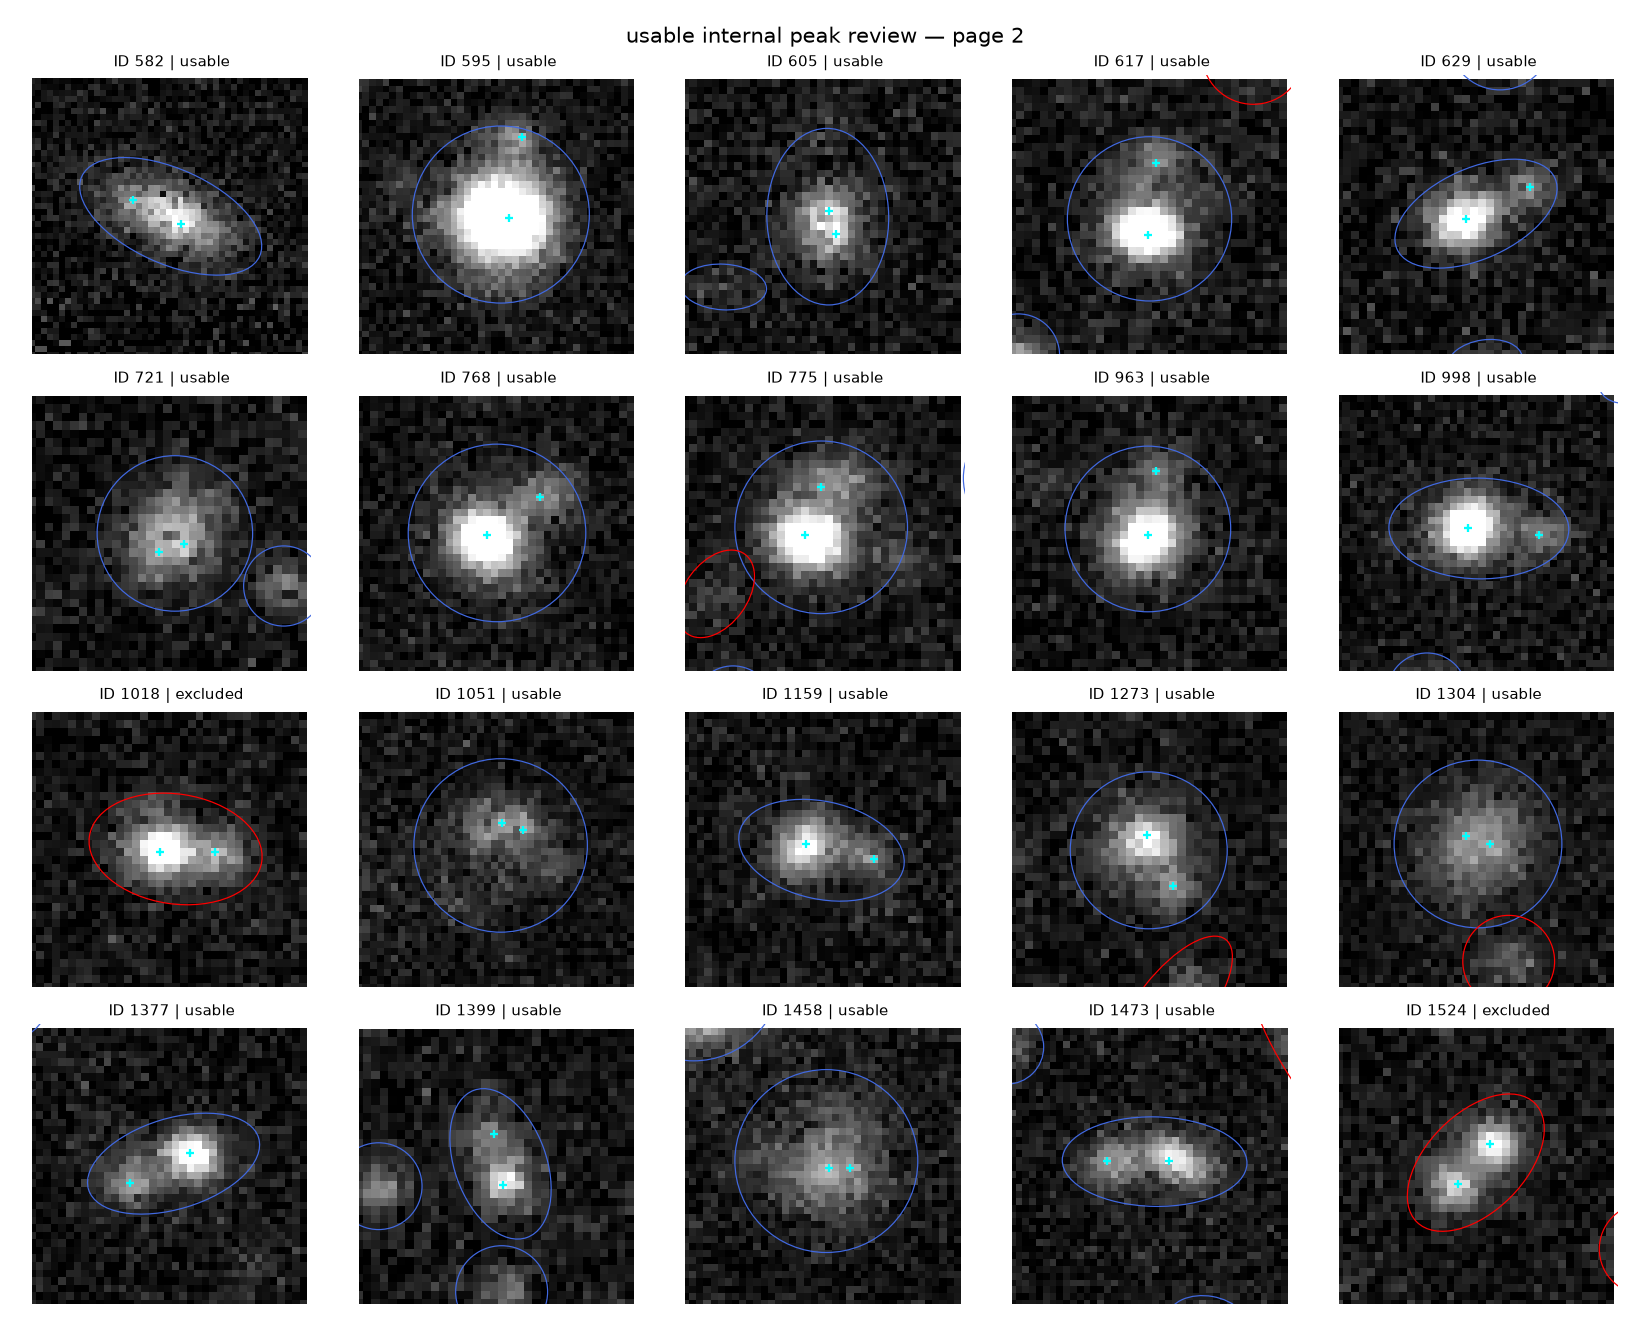 usable internal peak review — page 2
ID 582 | usable
ID 595 | usable
ID 605 | usable
ID 617 | usable
ID 629 | usable
ID 721 | usable
ID 768 | usable
ID 775 | usable
ID 963 | usable
ID 998 | usable
ID 1018 | excluded
ID 1051 | usable
ID 1159 | usable
ID 1273 | usable
ID 1304 | usable
ID 1377 | usable
ID 1399 | usable
ID 1458 | usable
ID 1473 | usable
ID 1524 | excluded